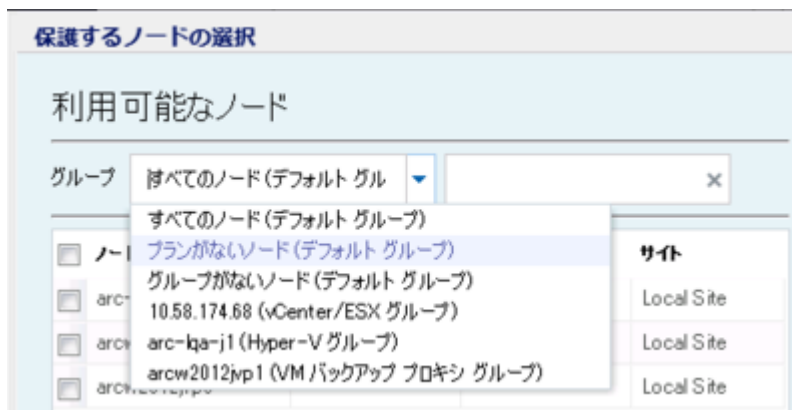 保護するノードの選択
利用可能なノード
グループ すべてのノード(デフォルト グル
すべてのノード(デフォルト グループ)
プランがないノード(デフォルト グループ)
グループがないノード(デフォルト グループ)
10.58.174.68 (vCenter/ESX グループ)
arc-lqa-j1 (Hyper-V グループ)
arcw2012jvp1 (VM バックアップ プロキシ グループ)
サイト
Local Site
Local Site
Local Site